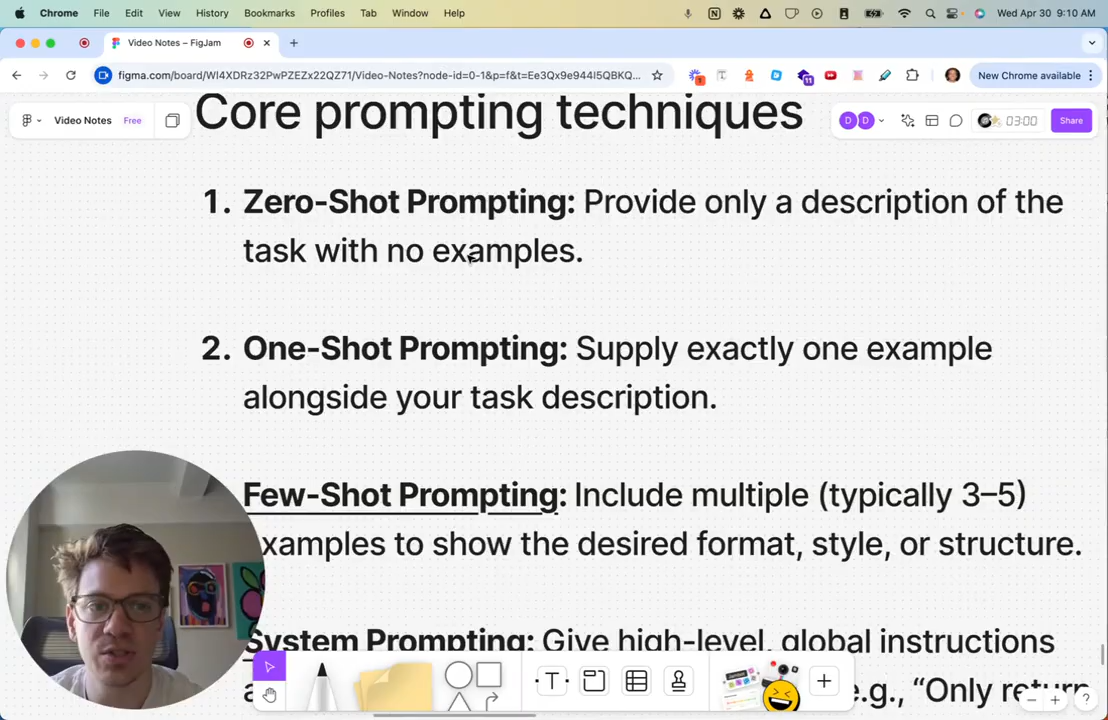 Chrome File Edit View History Bookmarks Profiles Tab Window Help Wed Apr 30 9:10 AM
Video Notes – FigJam
figma.com/board/WI4XDRz32PwPZEZx22QZ71/Video-Notes?node-id=0-1&p=f&t=Ee3Qx9e944I5QBKQ... 1 11 New Chrome available
Video Notes Free D D 03:00 Share
Core prompting techniques
1. Zero-Shot Prompting: Provide only a description of the
task with no examples.
2. One-Shot Prompting: Supply exactly one example
alongside your task description.
Few-Shot Prompting: Include multiple (typically 3–5)
xamples to show the desired format, style, or structure.
System Prompting: Give high-level, global instructions
e.g., “Only return